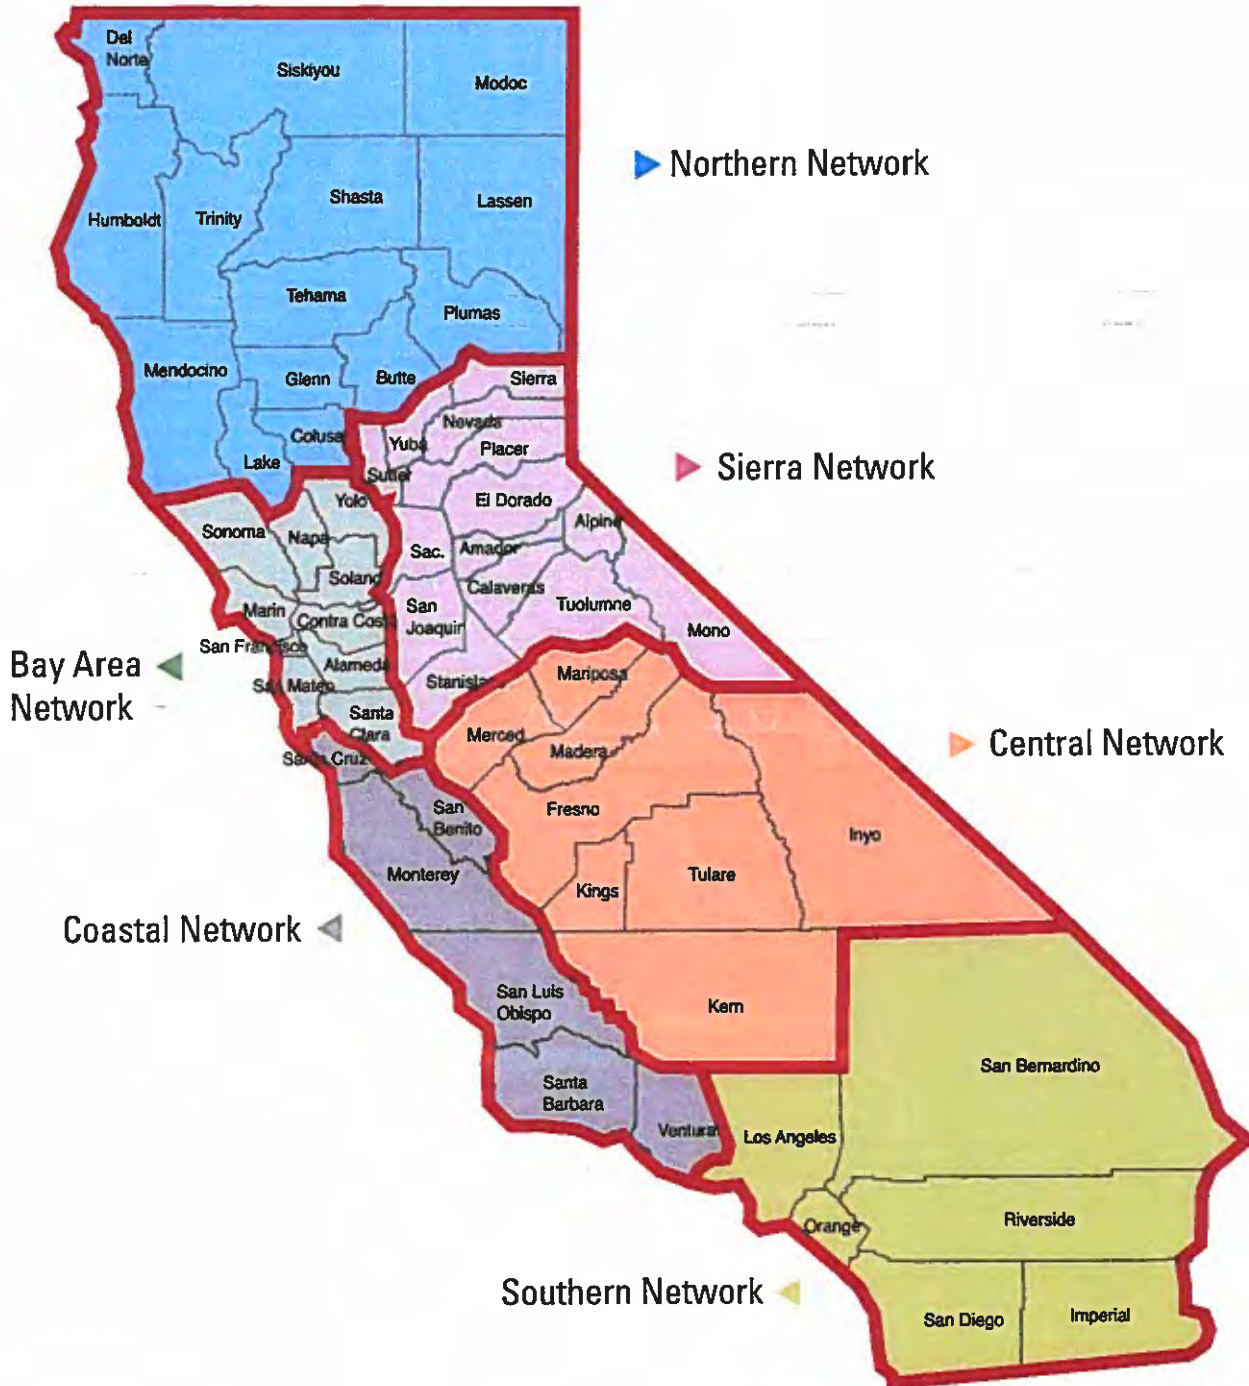 Del
Norte
Siskiyou
Modoc
Northern Network
Shasta
Lassen
Humboldt
Trinity
Tehama
Plumas
Mendocino
Glenn
Butte
Sierra
Nevada
Colusa
Yuba
Placer
Lake
Sutter
Sierra Network
Yolo
El Dorado
Sonoma
Napa
Alpine
Sac.
Amador
Solano
Calaveras
Marin
Contra Costa
San
Joaquin
Tuolumne
Mono
San Francisco
Bay Area
Network
Alameda
San Mateo
Stanislaus
Mariposa
Santa
Clara
Merced
Madera
Central Network
Santa Cruz
San
Benito
Fresno
Inyo
Monterey
Kings
Tulare
Coastal Network
San Luis
Obispo
Kern
San Bernardino
Santa
Barbara
Ventura
Los Angeles
Orange
Riverside
Southern Network
San Diego
Imperial